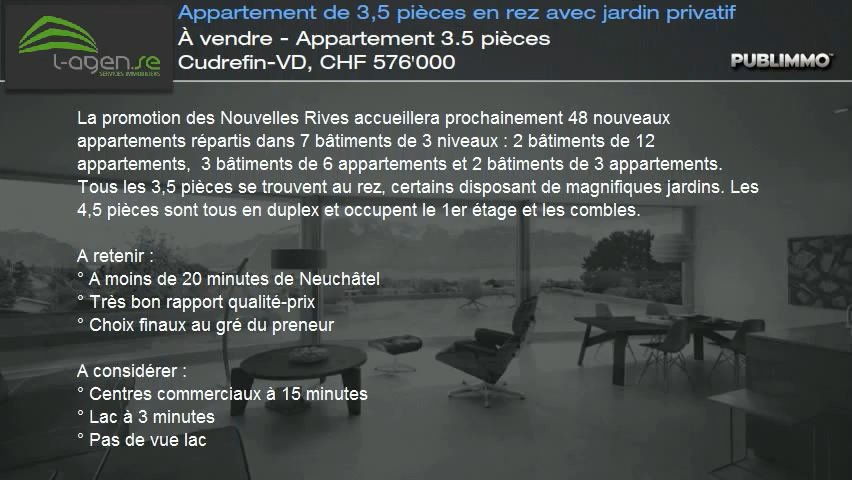 Appartement de 3,5 pièces en rez avec jardin privatif
À vendre - Appartement 3.5 pièces
Cudrefin-VD, CHF 576'000
l-agen.se
SERVICES IMMOBILIERS
PUBLIMMO™
La promotion des Nouvelles Rives accueillera prochainement 48 nouveaux
appartements répartis dans 7 bâtiments de 3 niveaux : 2 bâtiments de 12
appartements, 3 bâtiments de 6 appartements et 2 bâtiments de 3 appartements.
Tous les 3,5 pièces se trouvent au rez, certains disposant de magnifiques jardins. Les
4,5 pièces sont tous en duplex et occupent le 1er étage et les combles.
A retenir :
° A moins de 20 minutes de Neuchâtel
° Très bon rapport qualité-prix
° Choix finaux au gré du preneur
A considérer :
° Centres commerciaux à 15 minutes
° Lac à 3 minutes
° Pas de vue lac